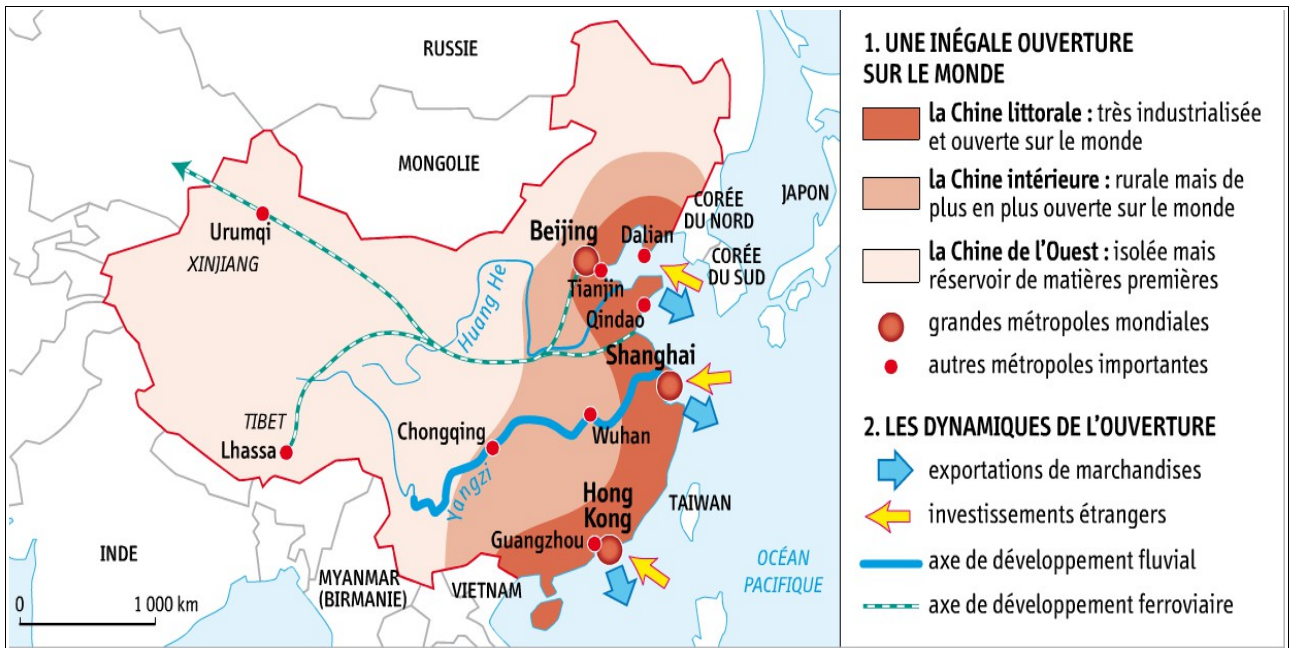 RUSSIE
MONGOLIE
JAPON
CORÉE
DU NORD
Beijing
Dalian
CORÉE
DU SUD
Urumqi
XINJIANG
Tianjin
Huang He
Qindao
Shanghai
TIBET
Chongqing
Lhassa
Wuhan
Yangzi
Hong
Kong
TAIWAN
Guangzhou
INDE
MYANMAR
(BIRMANIE)
VIETNAM
OCÉAN
PACIFIQUE
0 1 000 km
1. UNE INÉGALE OUVERTURE
SUR LE MONDE
la Chine littorale : très industrialisée
et ouverte sur le monde
la Chine intérieure : rurale mais de
plus en plus ouverte sur le monde
la Chine de l'Ouest : isolée mais
réservoir de matières premières
grandes métropoles mondiales
autres métropoles importantes
2. LES DYNAMIQUES DE L'OUVERTURE
exportations de marchandises
investissements étrangers
axe de développement fluvial
axe de développement ferroviaire